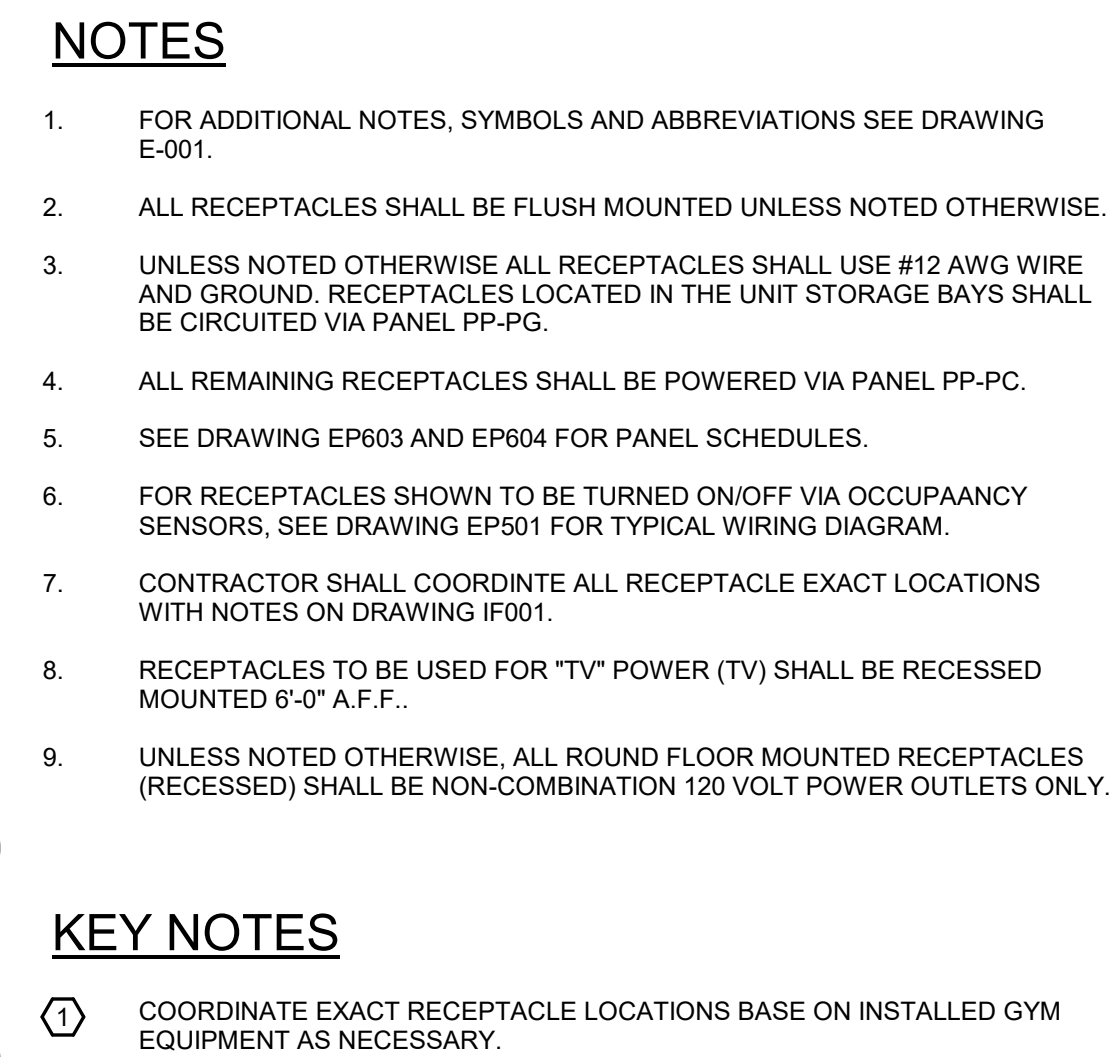 NOTES
1. FOR ADDITIONAL NOTES, SYMBOLS AND ABBREVIATIONS SEE DRAWING
E-001.
2. ALL RECEPTACLES SHALL BE FLUSH MOUNTED UNLESS NOTED OTHERWISE.
3. UNLESS NOTED OTHERWISE ALL RECEPTACLES SHALL USE #12 AWG WIRE
AND GROUND. RECEPTACLES LOCATED IN THE UNIT STORAGE BAYS SHALL
BE CIRCUITED VIA PANEL PP-PG.
4. ALL REMAINING RECEPTACLES SHALL BE POWERED VIA PANEL PP-PC.
5. SEE DRAWING EP603 AND EP604 FOR PANEL SCHEDULES.
6. FOR RECEPTACLES SHOWN TO BE TURNED ON/OFF VIA OCCUPAANCY
SENSORS, SEE DRAWING EP501 FOR TYPICAL WIRING DIAGRAM.
7. CONTRACTOR SHALL COORDINTE ALL RECEPTACLE EXACT LOCATIONS
WITH NOTES ON DRAWING IF001.
8. RECEPTACLES TO BE USED FOR "TV" POWER (TV) SHALL BE RECESSED
MOUNTED 6'-0" A.F.F..
9. UNLESS NOTED OTHERWISE, ALL ROUND FLOOR MOUNTED RECEPTACLES
(RECESSED) SHALL BE NON-COMBINATION 120 VOLT POWER OUTLETS ONLY.
KEY NOTES
1 COORDINATE EXACT RECEPTACLE LOCATIONS BASE ON INSTALLED GYM
EQUIPMENT AS NECESSARY.